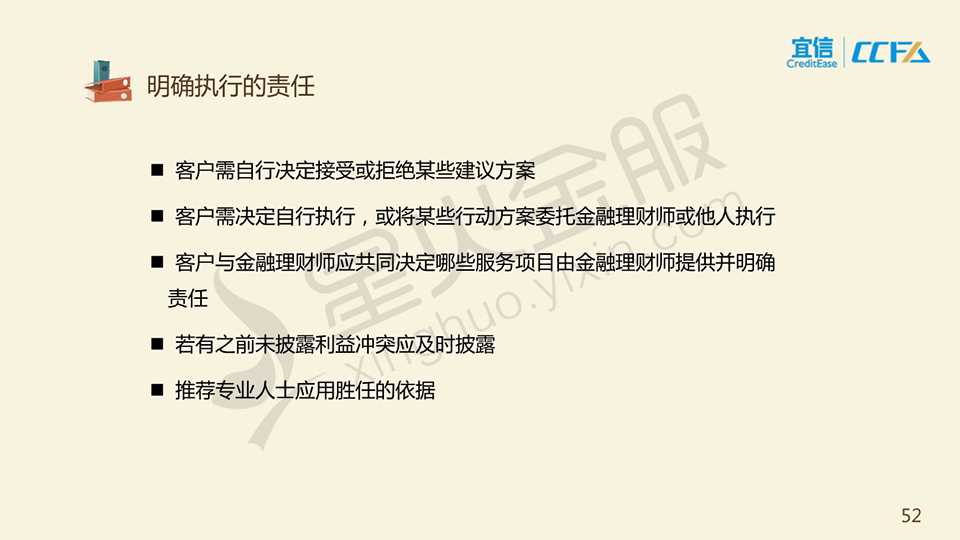 宜信
CreditEase
CCFA
明确执行的责任
■ 客户需自行决定接受或拒绝某些建议方案
■ 客户需决定自行执行，或将某些行动方案委托金融理财师或他人执行
■ 客户与金融理财师应共同决定哪些服务项目由金融理财师提供并明确
责任
■ 若有之前未披露利益冲突应及时披露
■ 推荐专业人士应用胜任的依据
星火金服
xinghuo.yixin.com
52